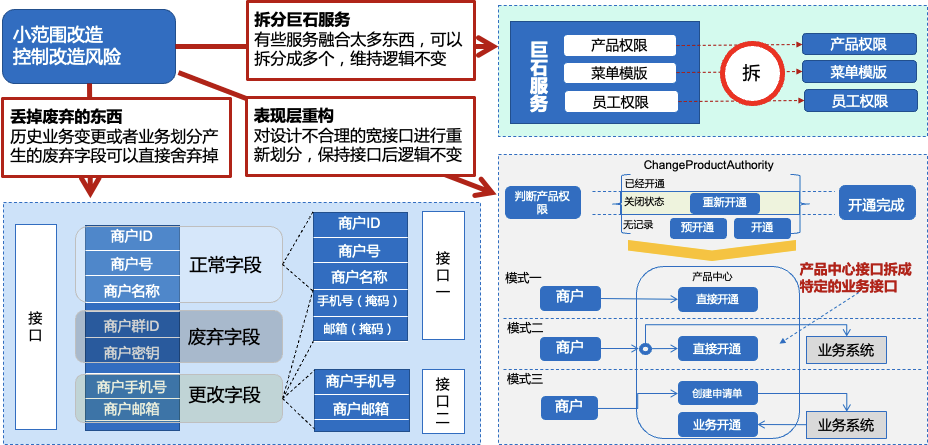 小范围改造
控制改造风险
拆分巨石服务
有些服务融合太多东西，可以
拆分成多个，维持逻辑不变
丢掉废弃的东西
历史业务变更或者业务划分产
生的废弃字段可以直接舍弃掉
表现层重构
对设计不合理的宽接口进行重
新划分，保持接口后逻辑不变
巨石服务
产品权限
菜单模版
员工权限
拆
产品权限
菜单模版
员工权限
接口
商户ID
商户号
商户名称
正常字段
商户群ID
商户密钥
废弃字段
商户手机号
商户邮箱
更改字段
商户ID
商户号
商户名称
手机号（掩码）
邮箱（掩码）
接口一
商户手机号
商户邮箱
接口二
ChangeProductAuthority
判断产品权
限
已经开通
关闭状态
重新开通
无记录
预开通
开通
开通完成
产品中心
产品中心接口拆成
特定的业务接口
模式一
商户
直接开通
模式二
商户
直接开通
业务系统
模式三
商户
创建申请单
业务开通
业务系统